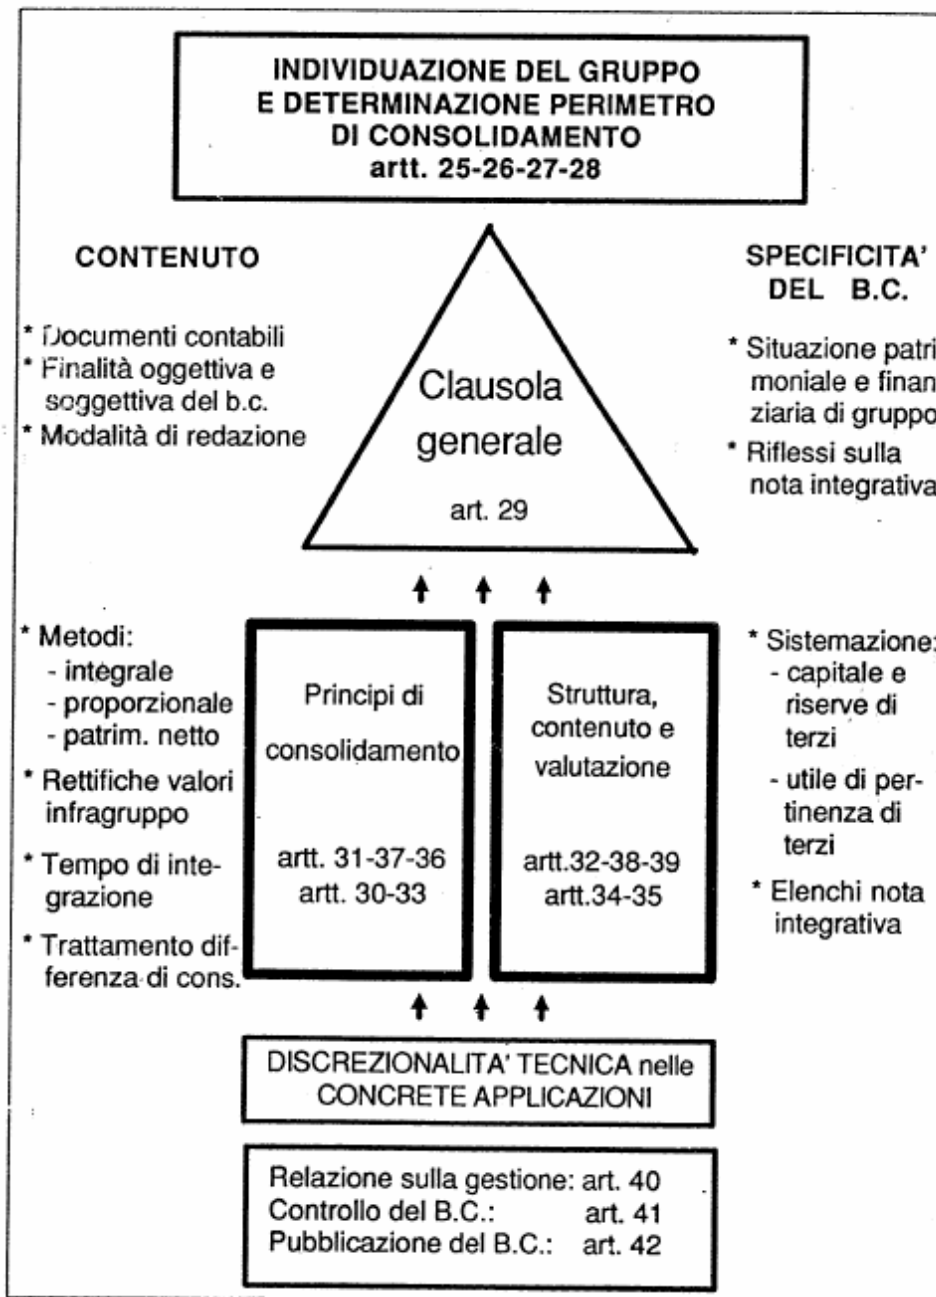 INDIVIDUAZIONE DEL GRUPPO
E DETERMINAZIONE PERIMETRO
DI CONSOLIDAMENTO
artt. 25-26-27-28
CONTENUTO
* Documenti contabili
* Finalità oggettiva e
soggettiva del b.c.
* Modalità di redazione
Clausola
generale
art. 29
SPECIFICITA'
DEL B.C.
* Situazione patri
moniale e finan
ziaria di gruppo
* Riflessi sulla
nota integrativa
* Metodi:
- integrale
- proporzionale
- patrim. netto
* Rettifiche valori
infragruppo
* Tempo di inte-
grazione
* Trattamento dif-
ferenza di cons.
Principi di
consolidamento
artt. 31-37-36
artt. 30-33
Struttura,
contenuto e
valutazione
artt.32-38-39
artt.34-35
* Sistemazione:
- capitale e
riserve di
terzi
- utile di per-
tinenza di
terzi
* Elenchi nota
integrativa
DISCREZIONALITA' TECNICA nelle
CONCRETE APPLICAZIONI
Relazione sulla gestione: art. 40
Controllo del B.C.: art. 41
Pubblicazione del B.C.: art. 42